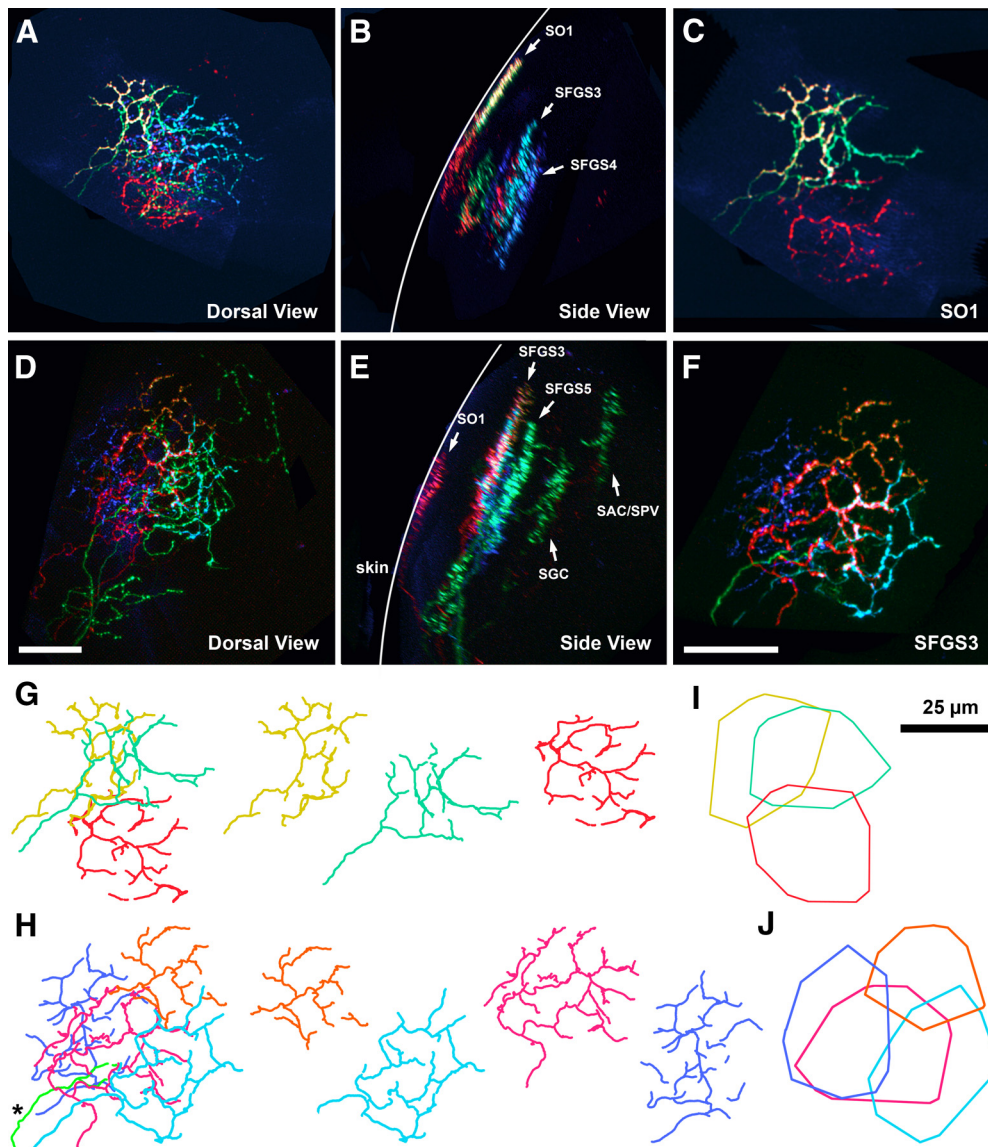 A
Dorsal View
B
SO1
SFGS3
SFGS4
Side View
C
SO1
D
Dorsal View
E
SFGS3
SFGS5
SO1
SAC/SPV
SGC
skin
Side View
F
SFGS3
G
I
25 µm
H
*
J